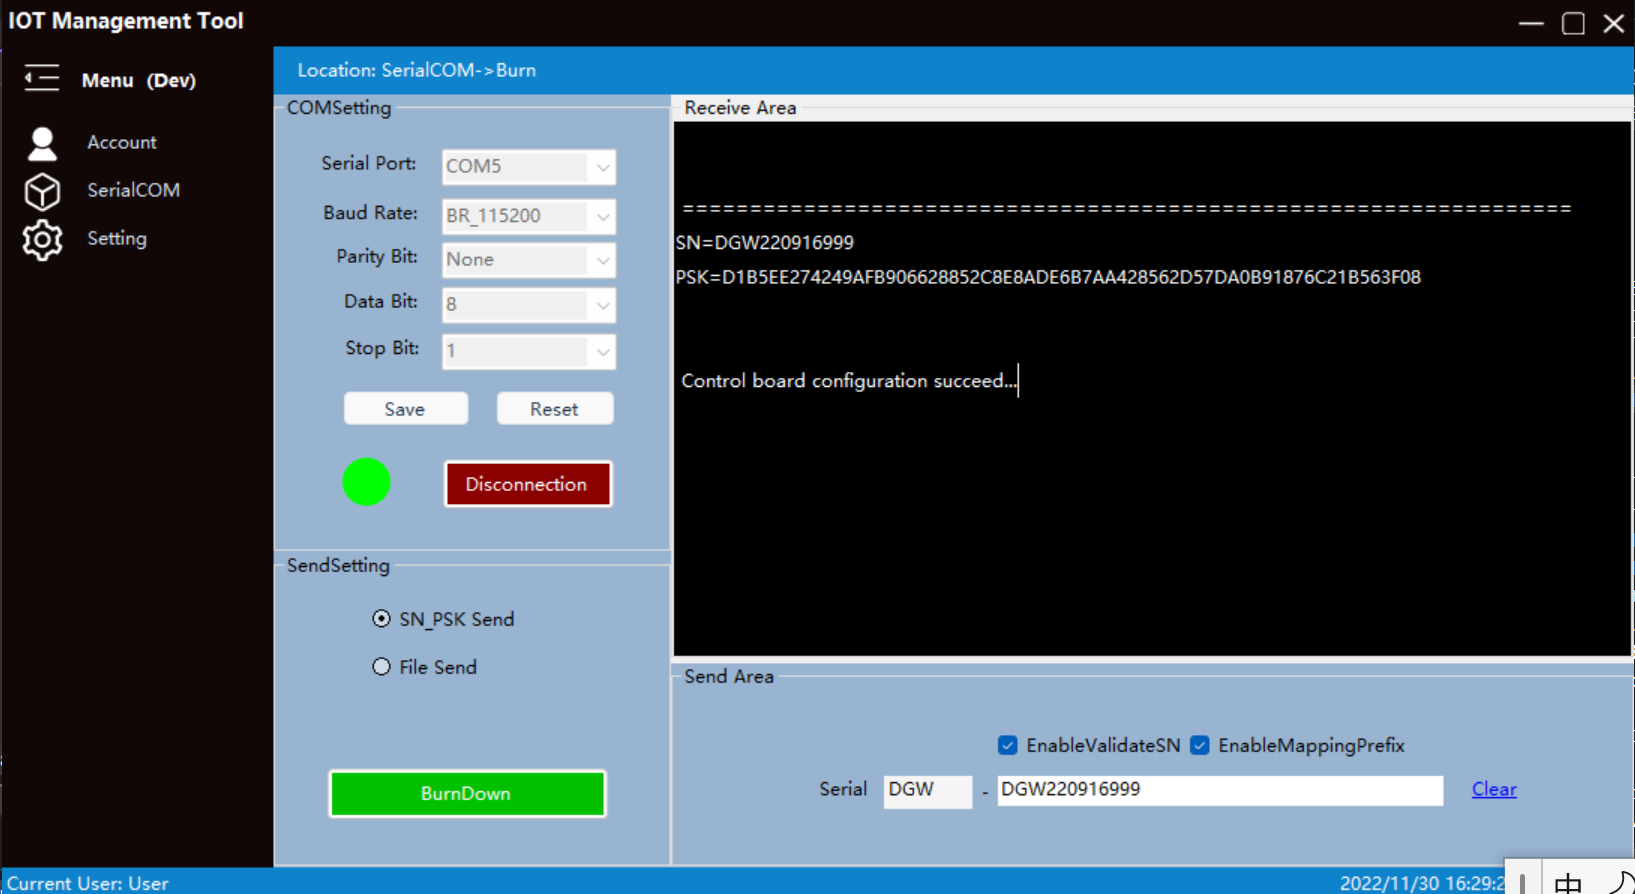 IOT Management Tool
Menu (Dev)
Account
SerialCOM
Setting
Location: SerialCOM->Burn
COMSetting
Serial Port: COM5
Baud Rate: BR_115200
Parity Bit: None
Data Bit: 8
Stop Bit: 1
Save Reset
Disconnection
SendSetting
SN_PSK Send
File Send
BurnDown
Receive Area
==================================================================
SN=DGW220916999
PSK=D1B5EE274249AFB906628852C8E8ADE6B7AA428562D57DA0B91876C21B563F08
Control board configuration succeed...
Send Area
EnableValidateSN EnableMappingPrefix
Serial DGW - DGW220916999 Clear
Current User: User
2022/11/30 16:29:2
中